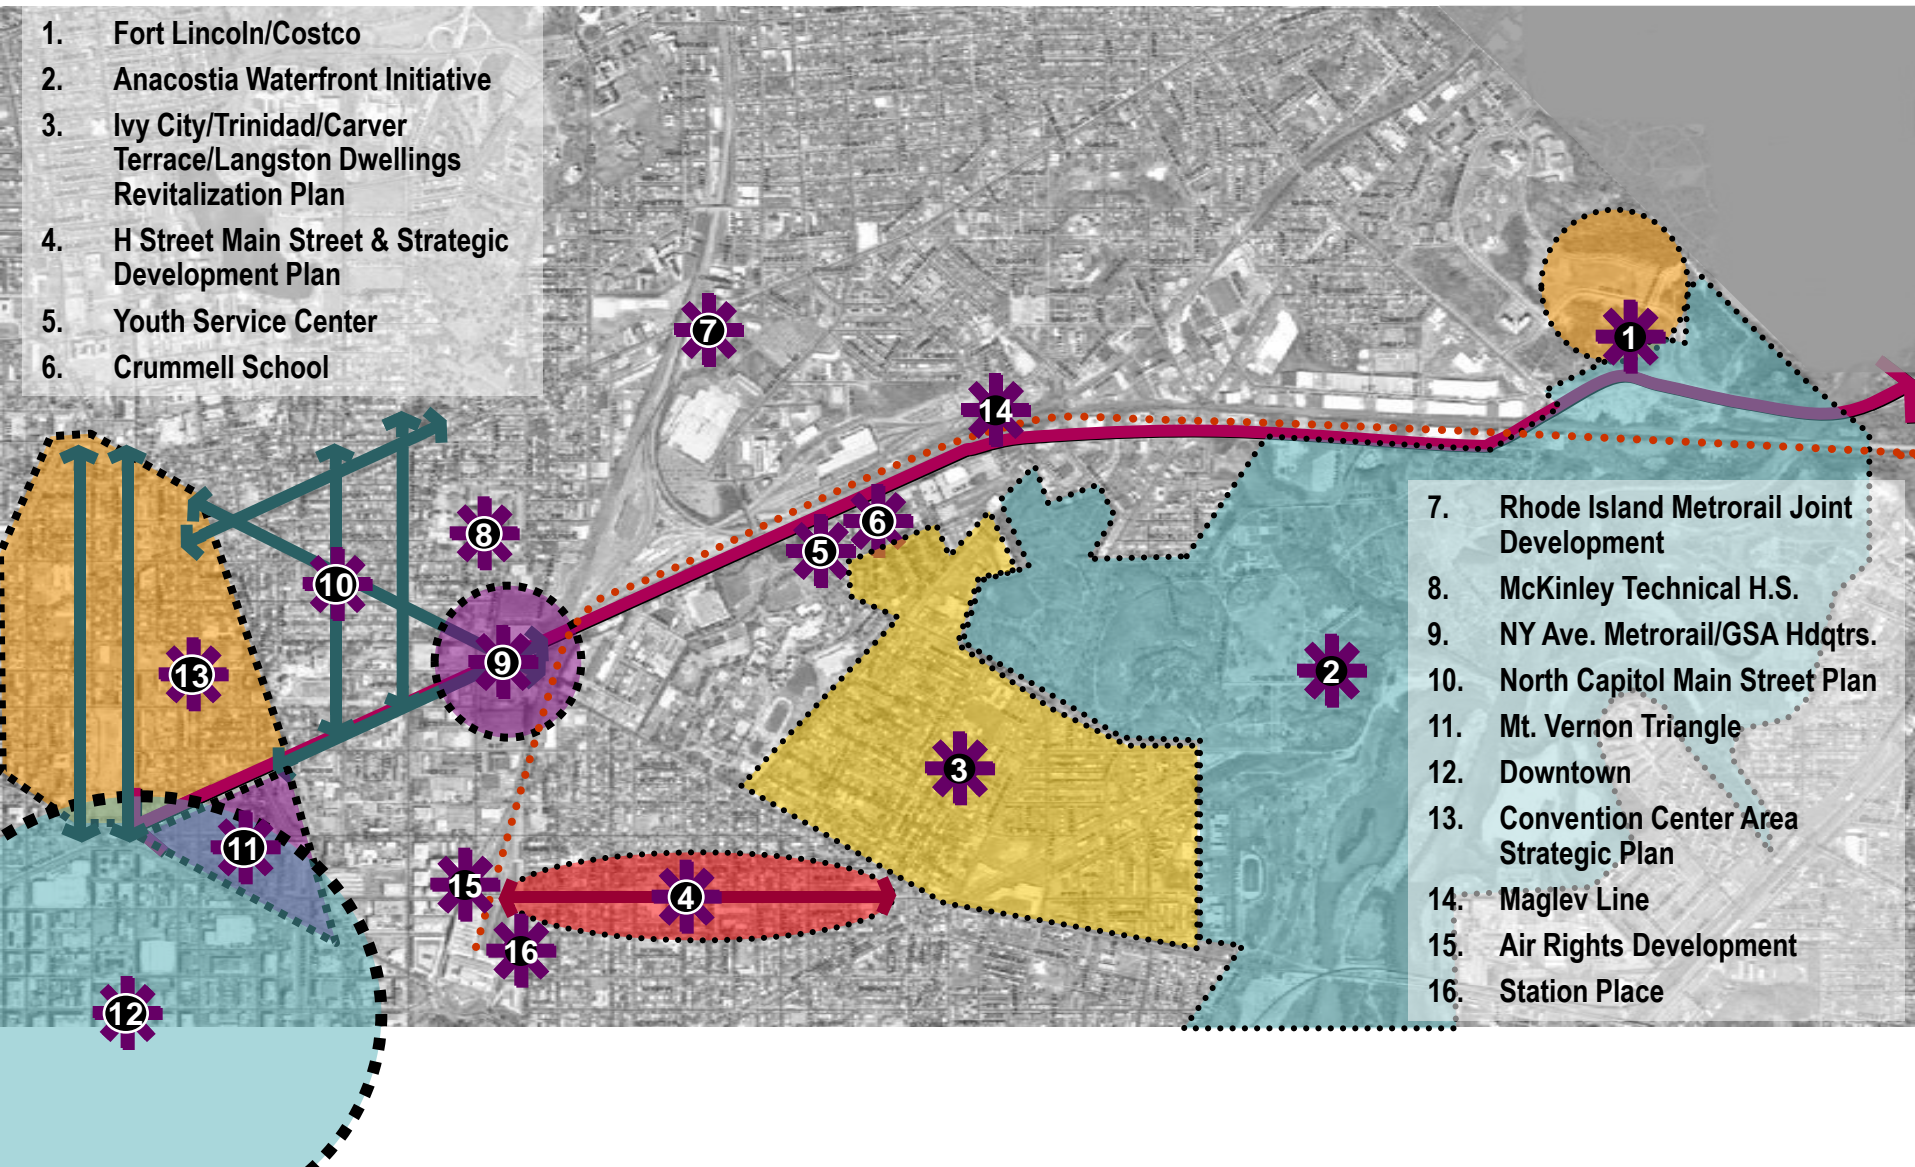 1. Fort Lincoln/Costco
2. Anacostia Waterfront Initiative
3. Ivy City/Trinidad/Carver
Terrace/Langston Dwellings
Revitalization Plan
4. H Street Main Street & Strategic
Development Plan
5. Youth Service Center
6. Crummell School
7
1
14
6
5
8
10
9
13
2
3
11
15
4
16
12
7. Rhode Island Metrorail Joint
Development
8. McKinley Technical H.S.
9. NY Ave. Metrorail/GSA Hdqtrs.
10. North Capitol Main Street Plan
11. Mt. Vernon Triangle
12. Downtown
13. Convention Center Area
Strategic Plan
14. Maglev Line
15. Air Rights Development
16. Station Place